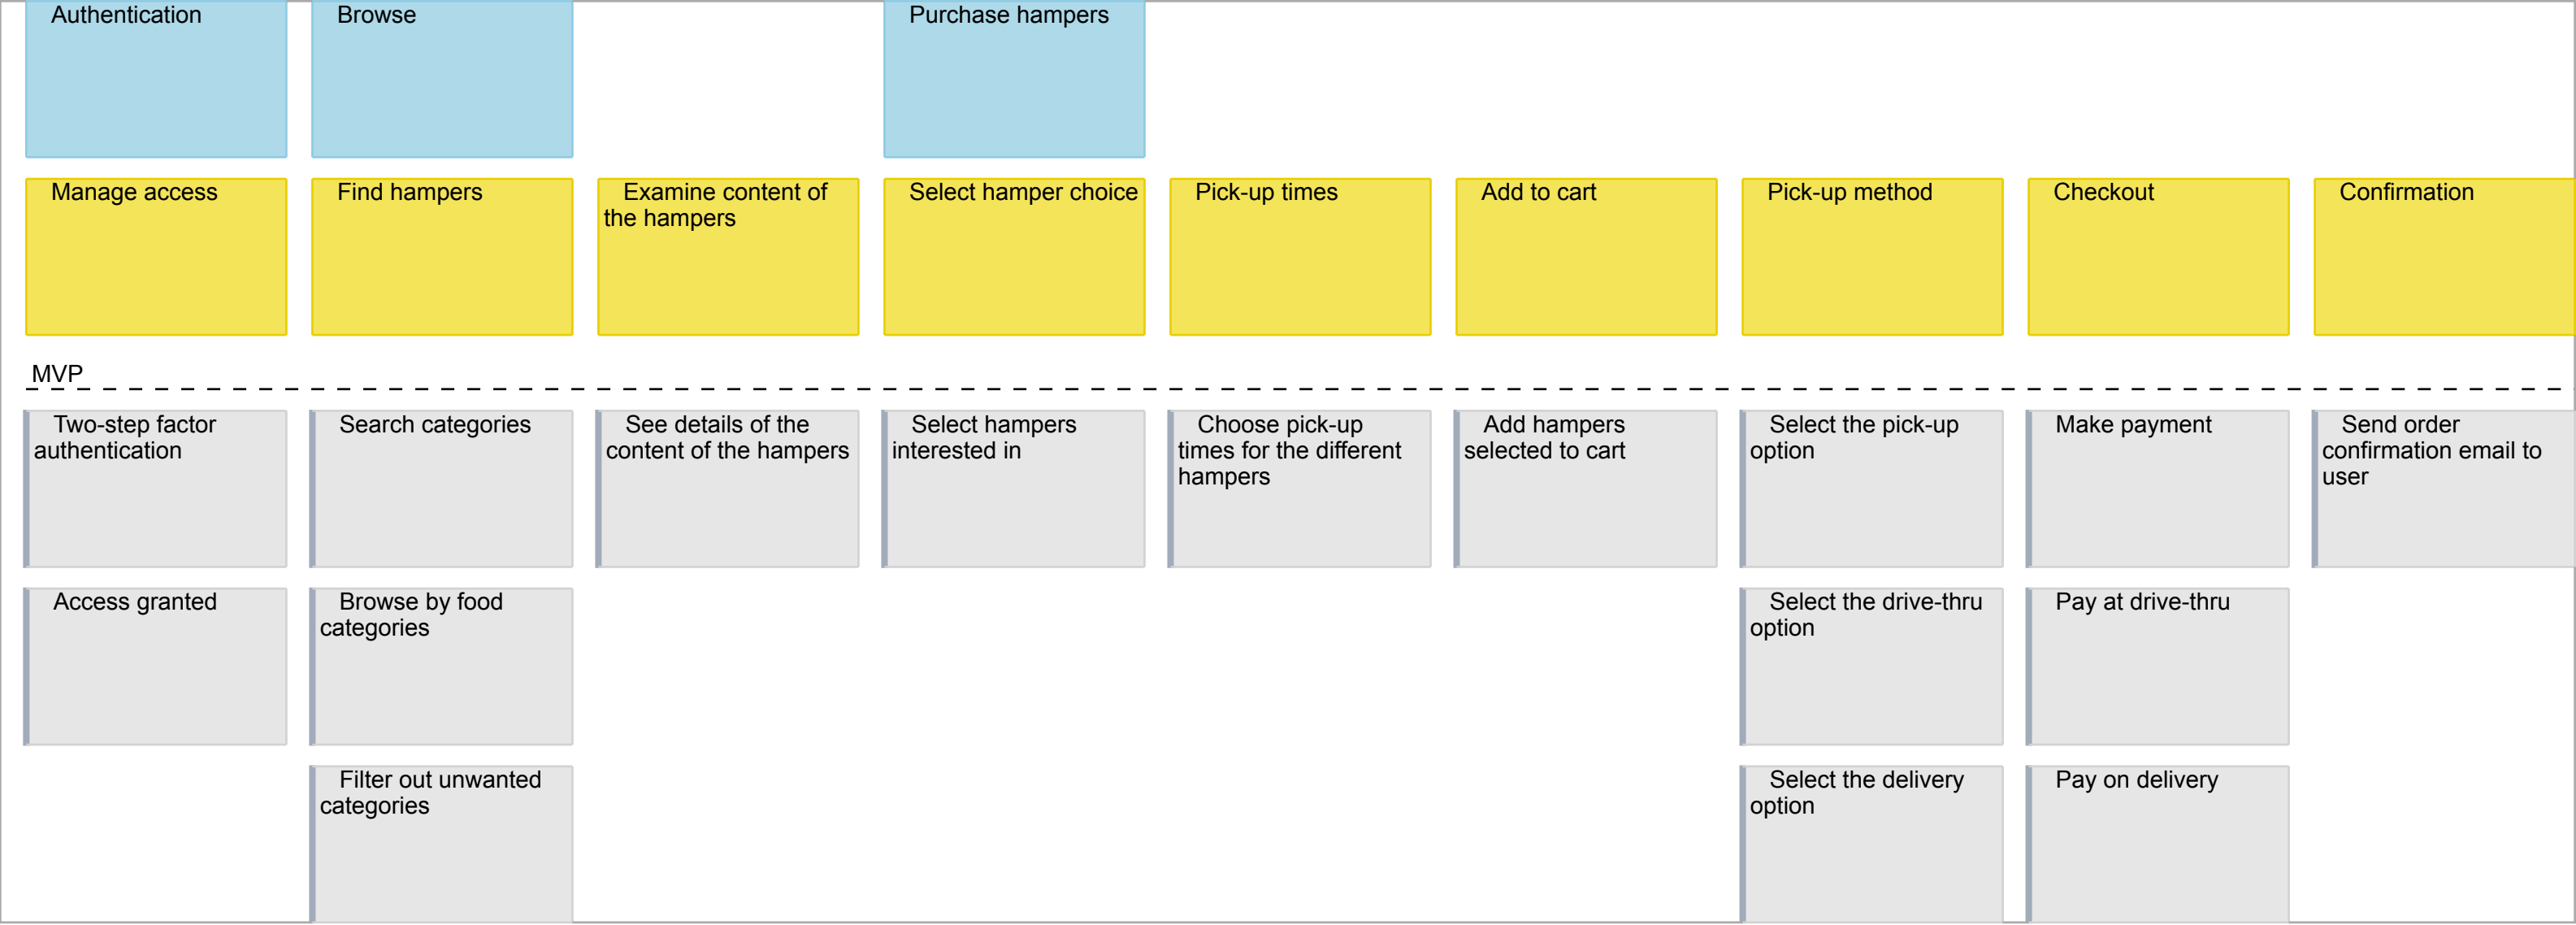 Authentication
Browse
Purchase hampers
Manage access
Find hampers
Examine content of
the hampers
Select hamper choice
Pick-up times
Add to cart
Pick-up method
Checkout
Confirmation
MVP
Two-step factor
authentication
Search categories
See details of the
content of the hampers
Select hampers
interested in
Choose pick-up
times for the different
hampers
Add hampers
selected to cart
Select the pick-up
option
Make payment
Send order
confirmation email to
user
Access granted
Browse by food
categories
Select the drive-thru
option
Pay at drive-thru
Filter out unwanted
categories
Select the delivery
option
Pay on delivery